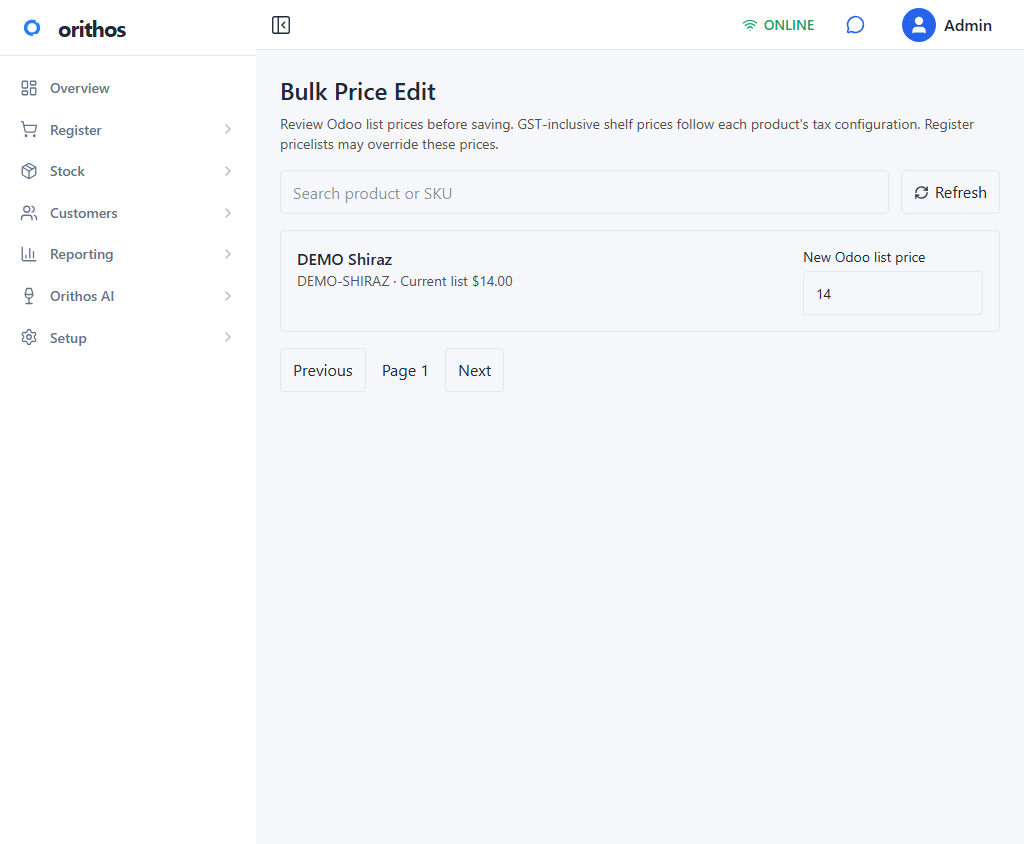 orithos
ONLINE
Admin
Overview
Register
Stock
Customers
Reporting
Orithos AI
Setup
Bulk Price Edit
Review Odoo list prices before saving. GST-inclusive shelf prices follow each product's tax configuration. Register
pricelists may override these prices.
Search product or SKU
Refresh
DEMO Shiraz
DEMO-SHIRAZ · Current list $14.00
New Odoo list price
14
Previous
Page 1
Next